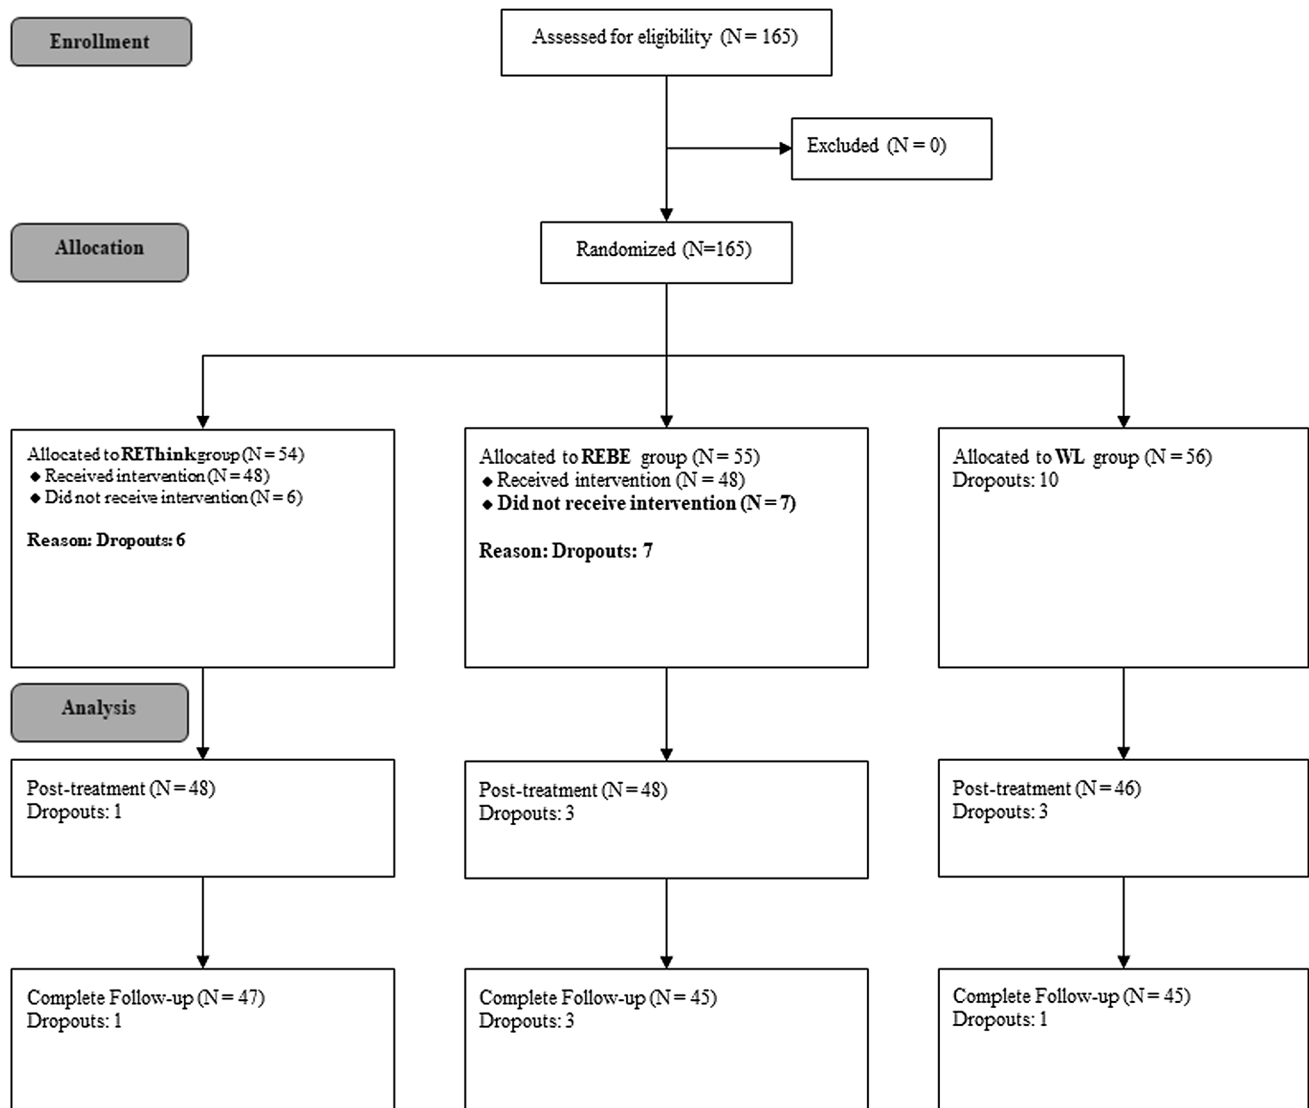 Enrollment
Assessed for eligibility (N = 165)
Excluded (N = 0)
Allocation
Randomized (N=165)
Allocated to REThink group (N = 54)
◆ Received intervention (N = 48)
◆ Did not receive intervention (N = 6)
Reason: Dropouts: 6
Allocated to REBE group (N = 55)
◆ Received intervention (N = 48)
◆ Did not receive intervention (N = 7)
Reason: Dropouts: 7
Allocated to WL group (N = 56)
Dropouts: 10
Analysis
Post-treatment (N = 48)
Dropouts: 1
Post-treatment (N = 48)
Dropouts: 3
Post-treatment (N = 46)
Dropouts: 3
Complete Follow-up (N = 47)
Dropouts: 1
Complete Follow-up (N = 45)
Dropouts: 3
Complete Follow-up (N = 45)
Dropouts: 1